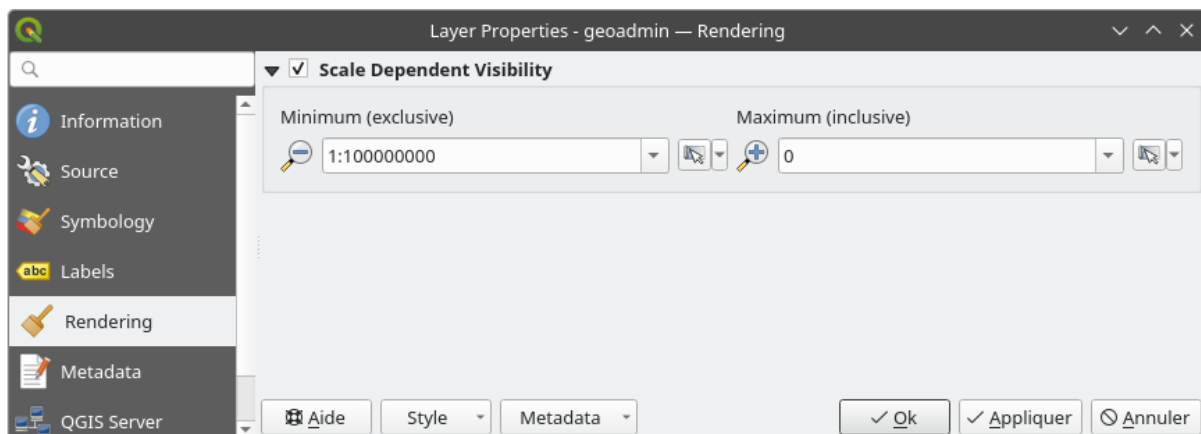 Layer Properties - geoadmin — Rendering
Scale Dependent Visibility
Information
Source
Symbology
abc Labels
Rendering
Metadata
QGIS Server
Minimum (exclusive)
Maximum (inclusive)
1:100000000
0
Aide
Style
Metadata
Ok
Appliquer
Annuler